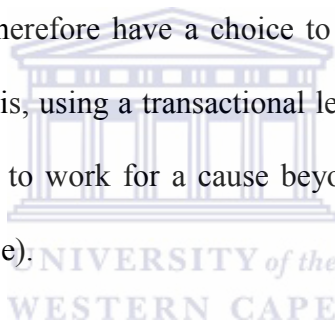 herefore have a choice to
is, using a transactional le
to work for a cause beyo
e).
UNIVERSITY of the
WESTERN CAPE